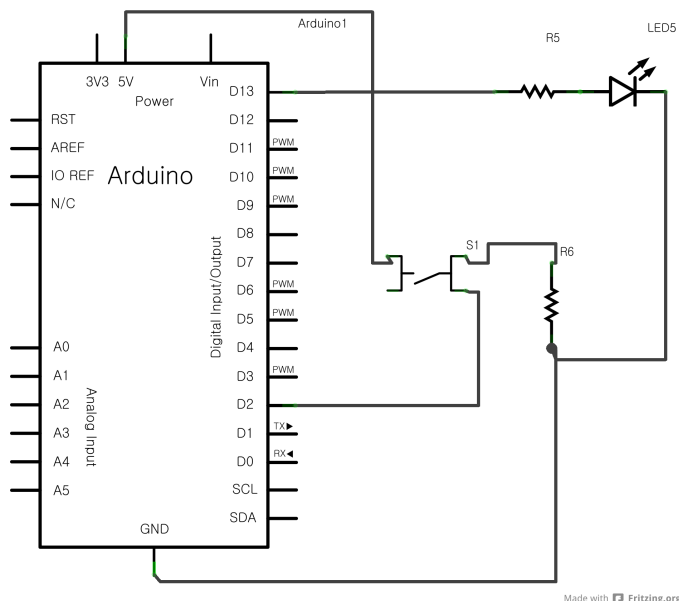 Arduino1
R5
LED5
3V3
5V
Vin
Power
RST
AREF
IO REF
N/C
Arduino
D13
D12
D11
PWM
D10
PWM
D9
PWM
D8
D7
D6
PWM
D5
PWM
D4
D3
PWM
D2
D1
TX▶
D0
RX◀
SCL
SDA
Digital Input/Output
S1
R6
A0
A1
A2
A3
A4
A5
Analog Input
GND
Made with Fritzing.org